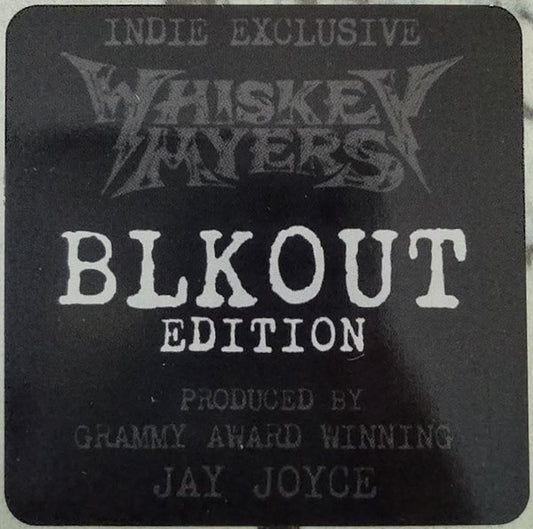 INDIE EXCLUSIVE
WHISKEY
MYERS
BLKOUT
EDITION
PRODUCED BY
GRAMMY AWARD WINNING
JAY JOYCE